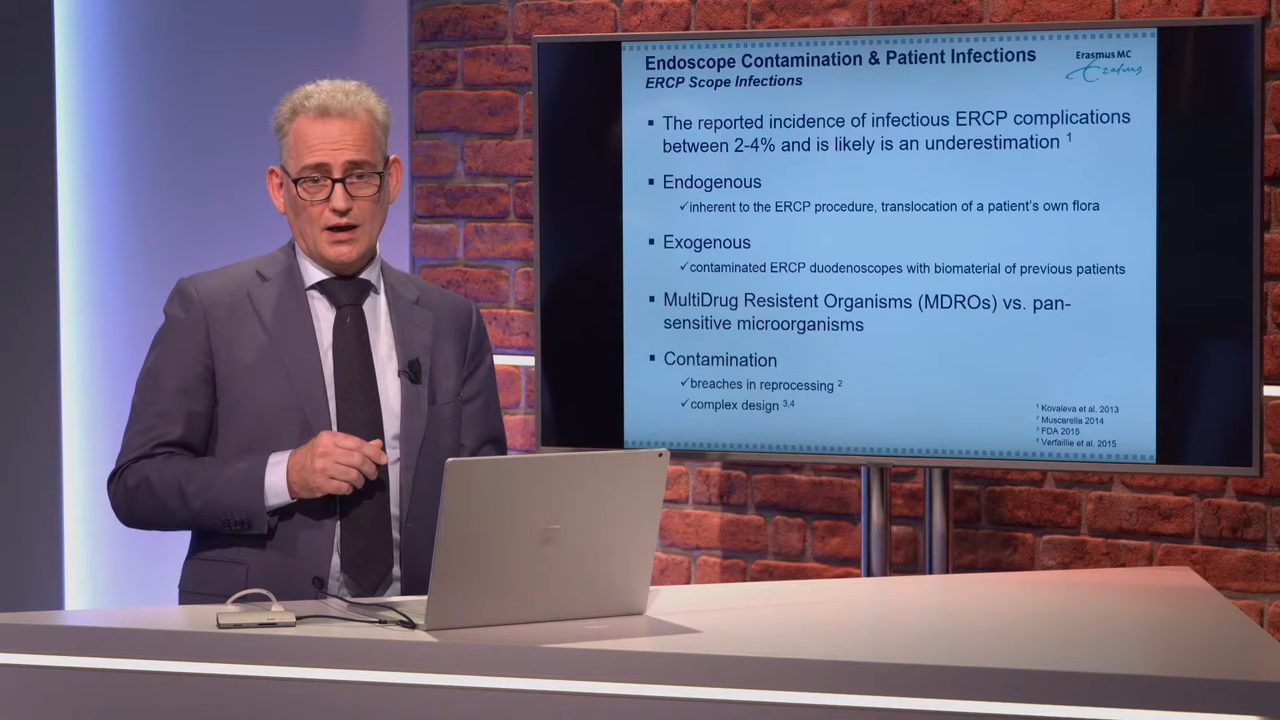 Endoscope Contamination & Patient Infections
ERCP Scope Infections
Erasmus MC
Erasmus
▪ The reported incidence of infectious ERCP complications
between 2-4% and is likely is an underestimation ¹
▪ Endogenous
✓inherent to the ERCP procedure, translocation of a patient's own flora
▪ Exogenous
✓contaminated ERCP duodenoscopes with biomaterial of previous patients
▪ MultiDrug Resistent Organisms (MDROs) vs. pan-
sensitive microorganisms
▪ Contamination
✓breaches in reprocessing ²
✓complex design ³,⁴
¹ Kovaleva et al. 2013
² Muscarella 2014
³ FDA 2015
⁴ Verfaillie et al. 2015